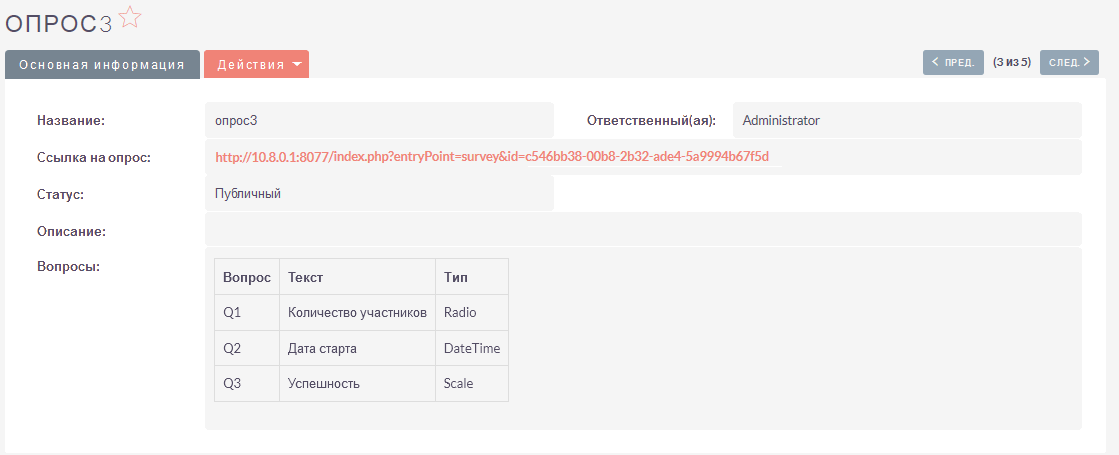 ОПРОС3
Основная информация Действия ПРЕД. (3 из 5) СЛЕД.
Название: опрос3 Ответственный(ая): Administrator
Ссылка на опрос: http://10.8.0.1:8077/index.php?entryPoint=survey&id=c546bb38-00b8-2b32-ade4-5a9994b67f5d
Статус: Публичный
Описание:
Вопросы:
Вопрос Текст Тип
Q1 Количество участников Radio
Q2 Дата старта DateTime
Q3 Успешность Scale